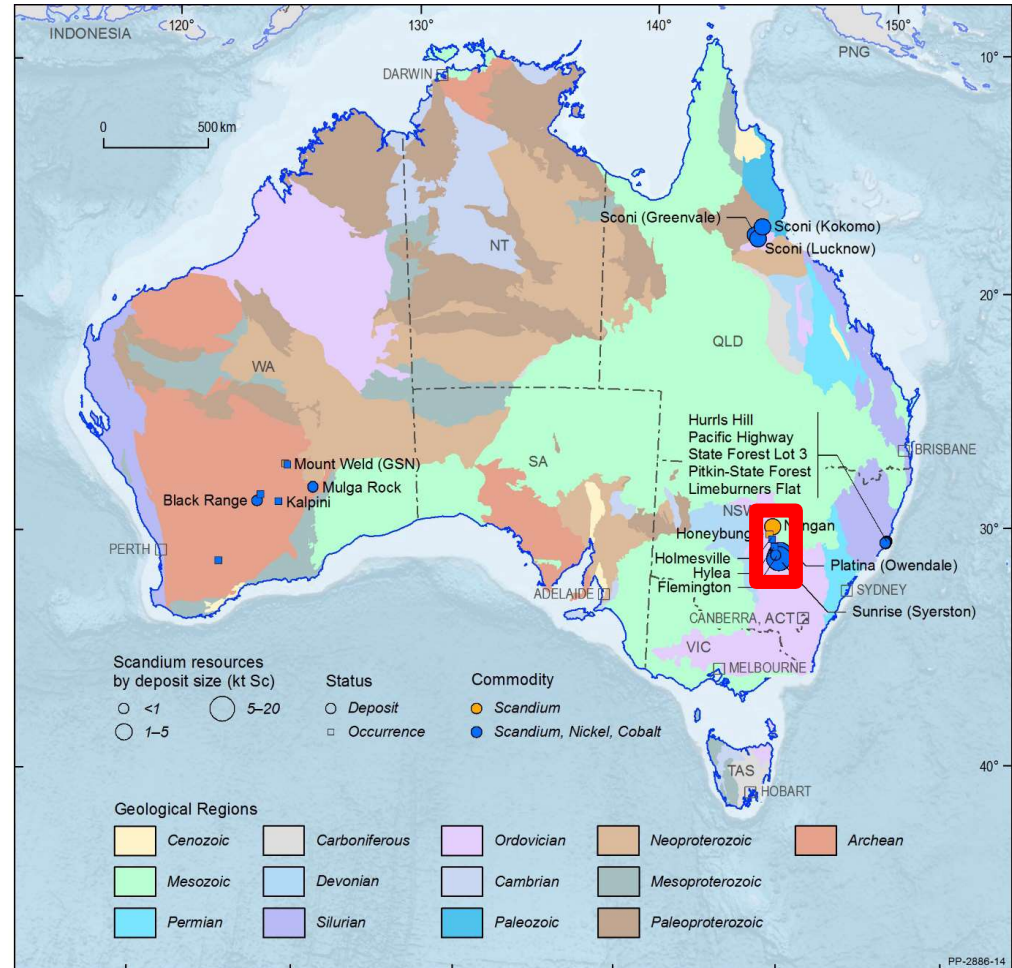 120°
130°
140°
150°
INDONESIA
PNG
10°
DARWIN
0 500 km
Sconi (Greenvale)
Sconi (Kokomo)
Sconi (Lucknow)
NT
20°
QLD
WA
Hurrls Hill
Pacific Highway
State Forest Lot 3
Pitkin-State Forest
Limeburners Flat
BRISBANE
SA
Mount Weld (GSN)
Mulga Rock
Black Range
Kalpini
NSW
30°
Honeybung
PERTH
Holmesville
Platina (Owendale)
Hylea
Flemington
ADELAIDE
SYDNEY
Sunrise (Syerston)
CANBERRA, ACT
VIC
MELBOURNE
Scandium resources
by deposit size (kt Sc)
<1
5–20
1–5
Status
Deposit
Occurrence
Commodity
Scandium
Scandium, Nickel, Cobalt
40°
TAS
HOBART
Geological Regions
Cenozoic
Carboniferous
Ordovician
Neoproterozoic
Archean
Mesozoic
Devonian
Cambrian
Mesoproterozoic
Permian
Silurian
Paleozoic
Paleoproterozoic
PP-2886-14